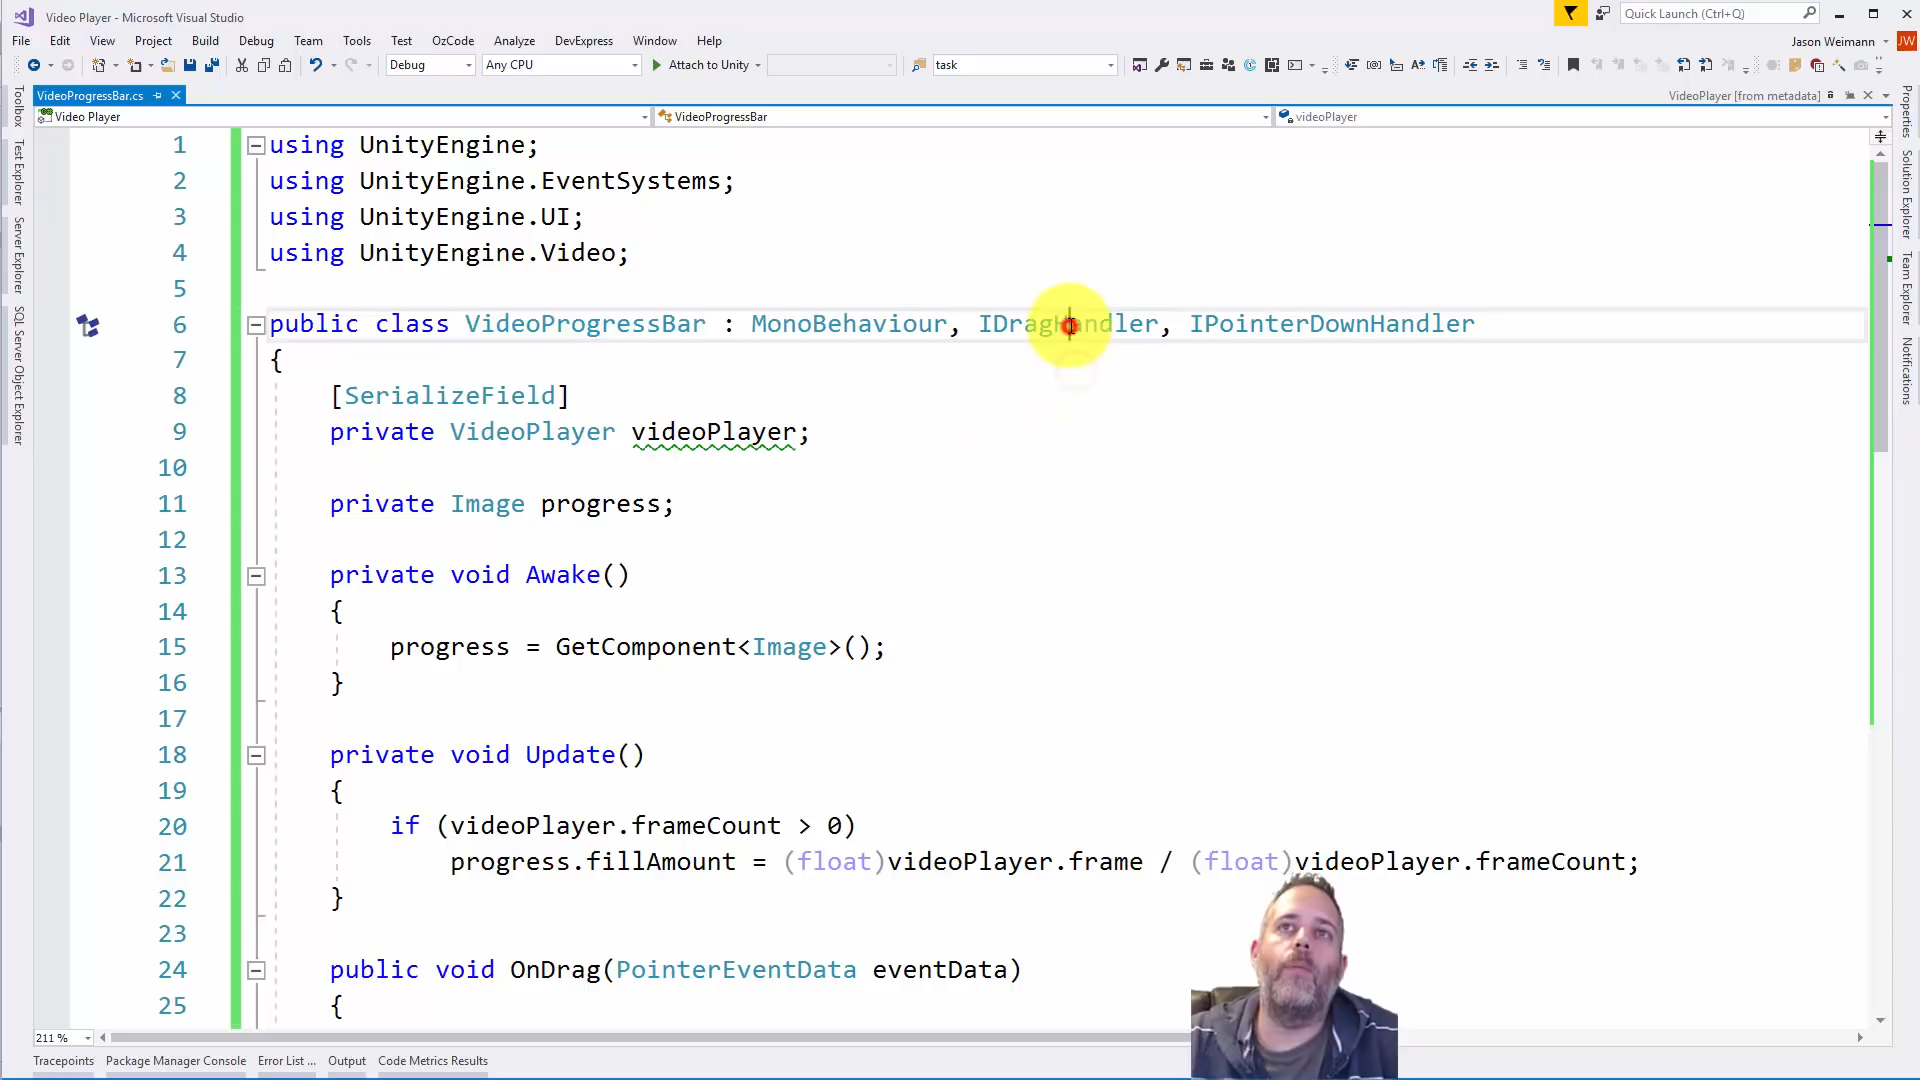 Video Player - Microsoft Visual Studio
Quick Launch (Ctrl+Q)
File Edit View Project Build Debug Team Tools Test OzCode Analyze DevExpress Window Help
Jason Weimann JW
Debug Any CPU Attach to Unity task
VideoProgressBar.cs
VideoPlayer [from metadata]
Video Player VideoProgressBar videoPlayer
Toolbox
Test Explorer
Server Explorer
SQL Server Object Explorer
1 using UnityEngine;
2 using UnityEngine.EventSystems;
3 using UnityEngine.UI;
4 using UnityEngine.Video;
5
6 public class VideoProgressBar : MonoBehaviour, IDragHandler, IPointerDownHandler
7 {
8 [SerializeField]
9 private VideoPlayer videoPlayer;
10
11 private Image progress;
12
13 private void Awake()
14 {
15 progress = GetComponent<Image>();
16 }
17
18 private void Update()
19 {
20 if (videoPlayer.frameCount > 0)
21 progress.fillAmount = (float)videoPlayer.frame / (float)videoPlayer.frameCount;
22 }
23
24 public void OnDrag(PointerEventData eventData)
25 {
Properties
Solution Explorer
Team Explorer
Notifications
211 %
Tracepoints Package Manager Console Error List ... Output Code Metrics Results